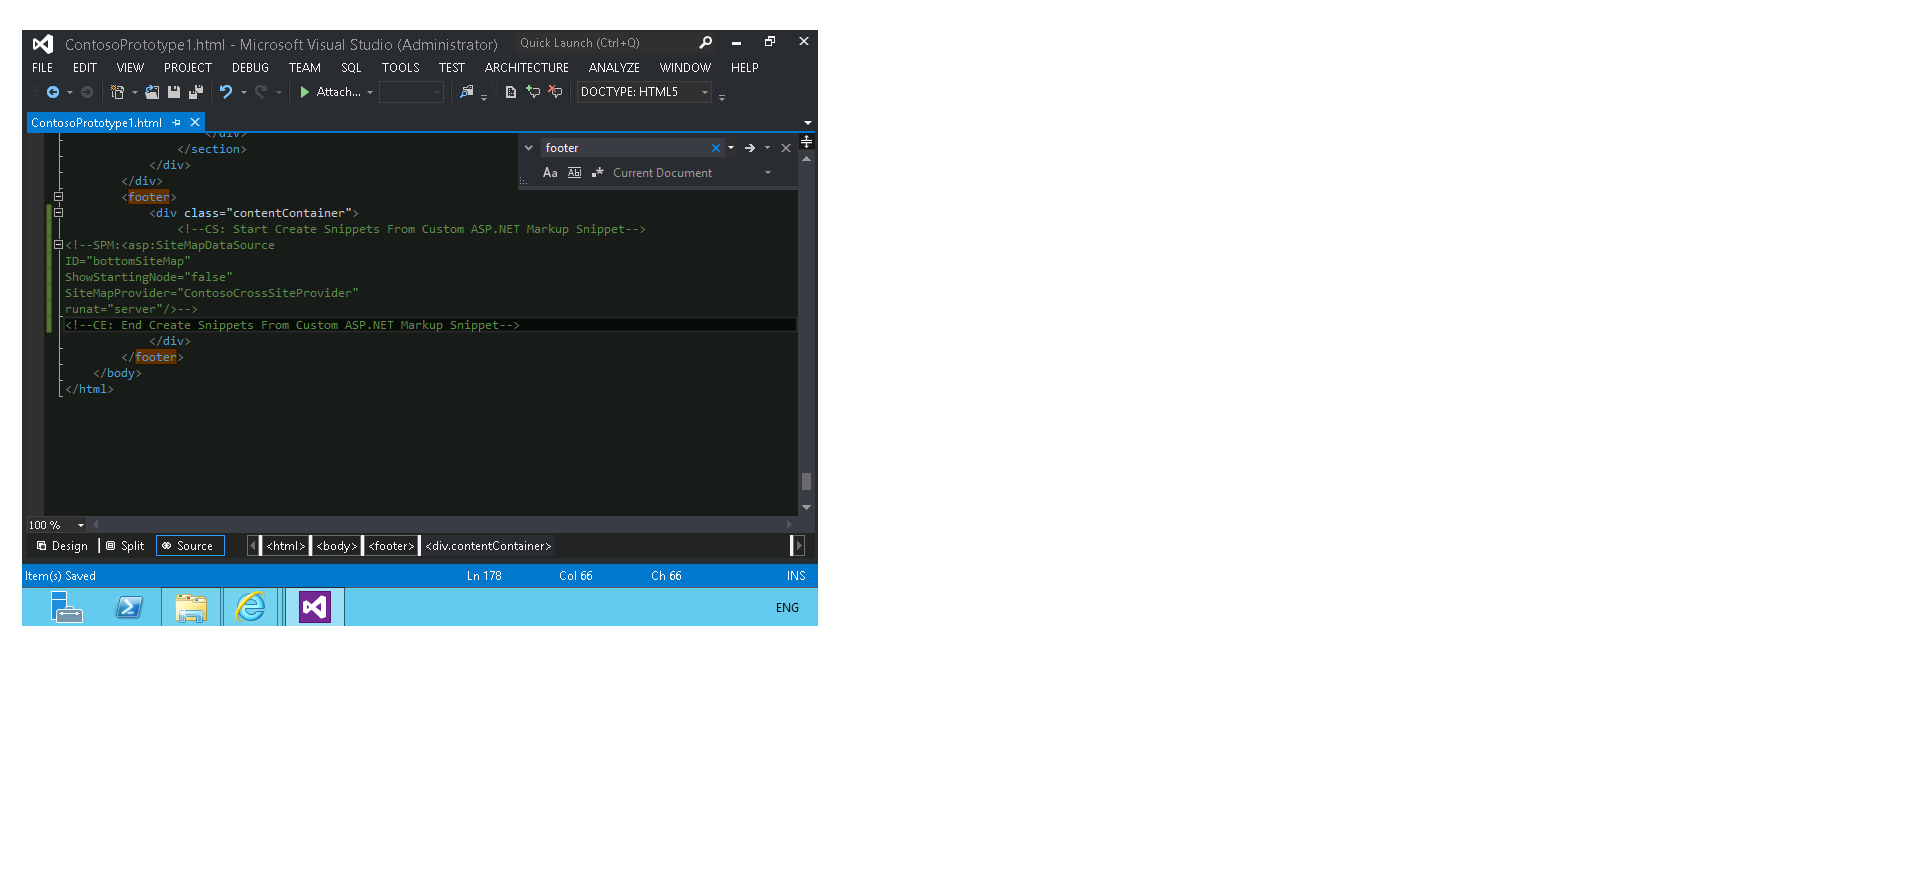 ContosoPrototype1.html - Microsoft Visual Studio (Administrator) Quick Launch (Ctrl+Q)
FILE EDIT VIEW PROJECT DEBUG TEAM SQL TOOLS TEST ARCHITECTURE ANALYZE WINDOW HELP
Attach... DOCTYPE: HTML5
ContosoPrototype1.html
</div>
</section>
footer
</div>
Aa Ab Current Document
</div>
<footer>
<div class="contentContainer">
<!--CS: Start Create Snippets From Custom ASP.NET Markup Snippet-->
<!--SPM:<asp:SiteMapDataSource
ID="bottomSiteMap"
ShowStartingNode="false"
SiteMapProvider="ContosoCrossSiteProvider"
runat="server"/>-->
<!--CE: End Create Snippets From Custom ASP.NET Markup Snippet-->
</div>
</footer>
</body>
</html>
100 %
Design Split Source <html> <body> <footer> <div.contentContainer>
Item(s) Saved Ln 178 Col 66 Ch 66 INS
ENG